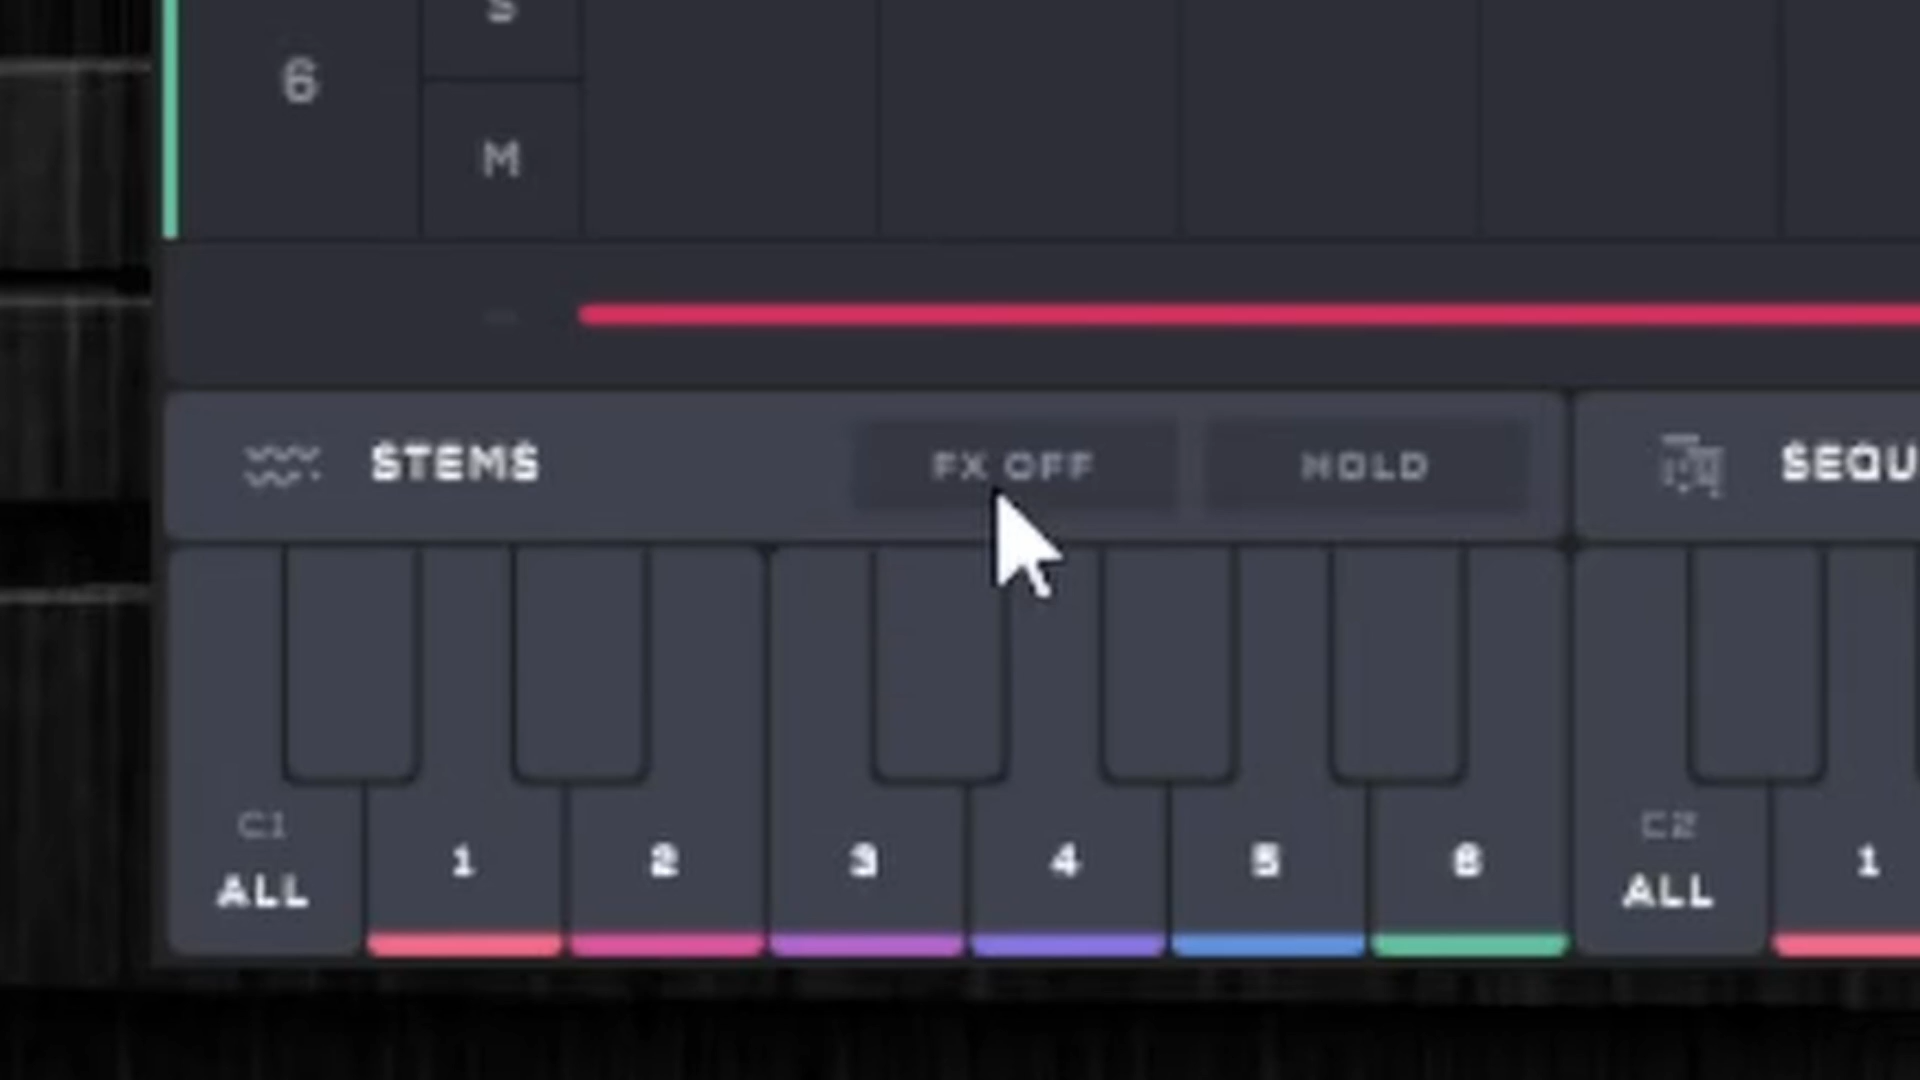 S
6
M
STEMS FX OFF HOLD SEQU
C1 C2
1 2 3 4 5 6 1
ALL ALL